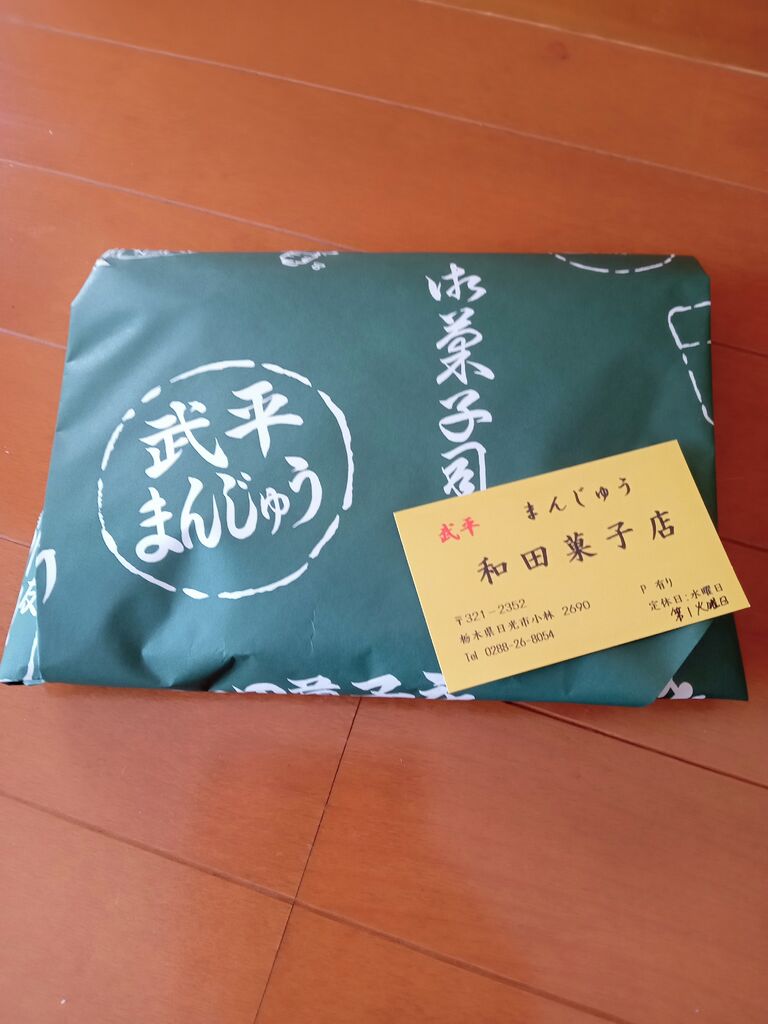 武平
まんじゅう
御菓子司
武平
まんじゅう
和田菓子店
〒321-2352
栃木県日光市小林 2690
Tel 0288-26-8054
P 有り
定休日:水曜日
第1火曜日